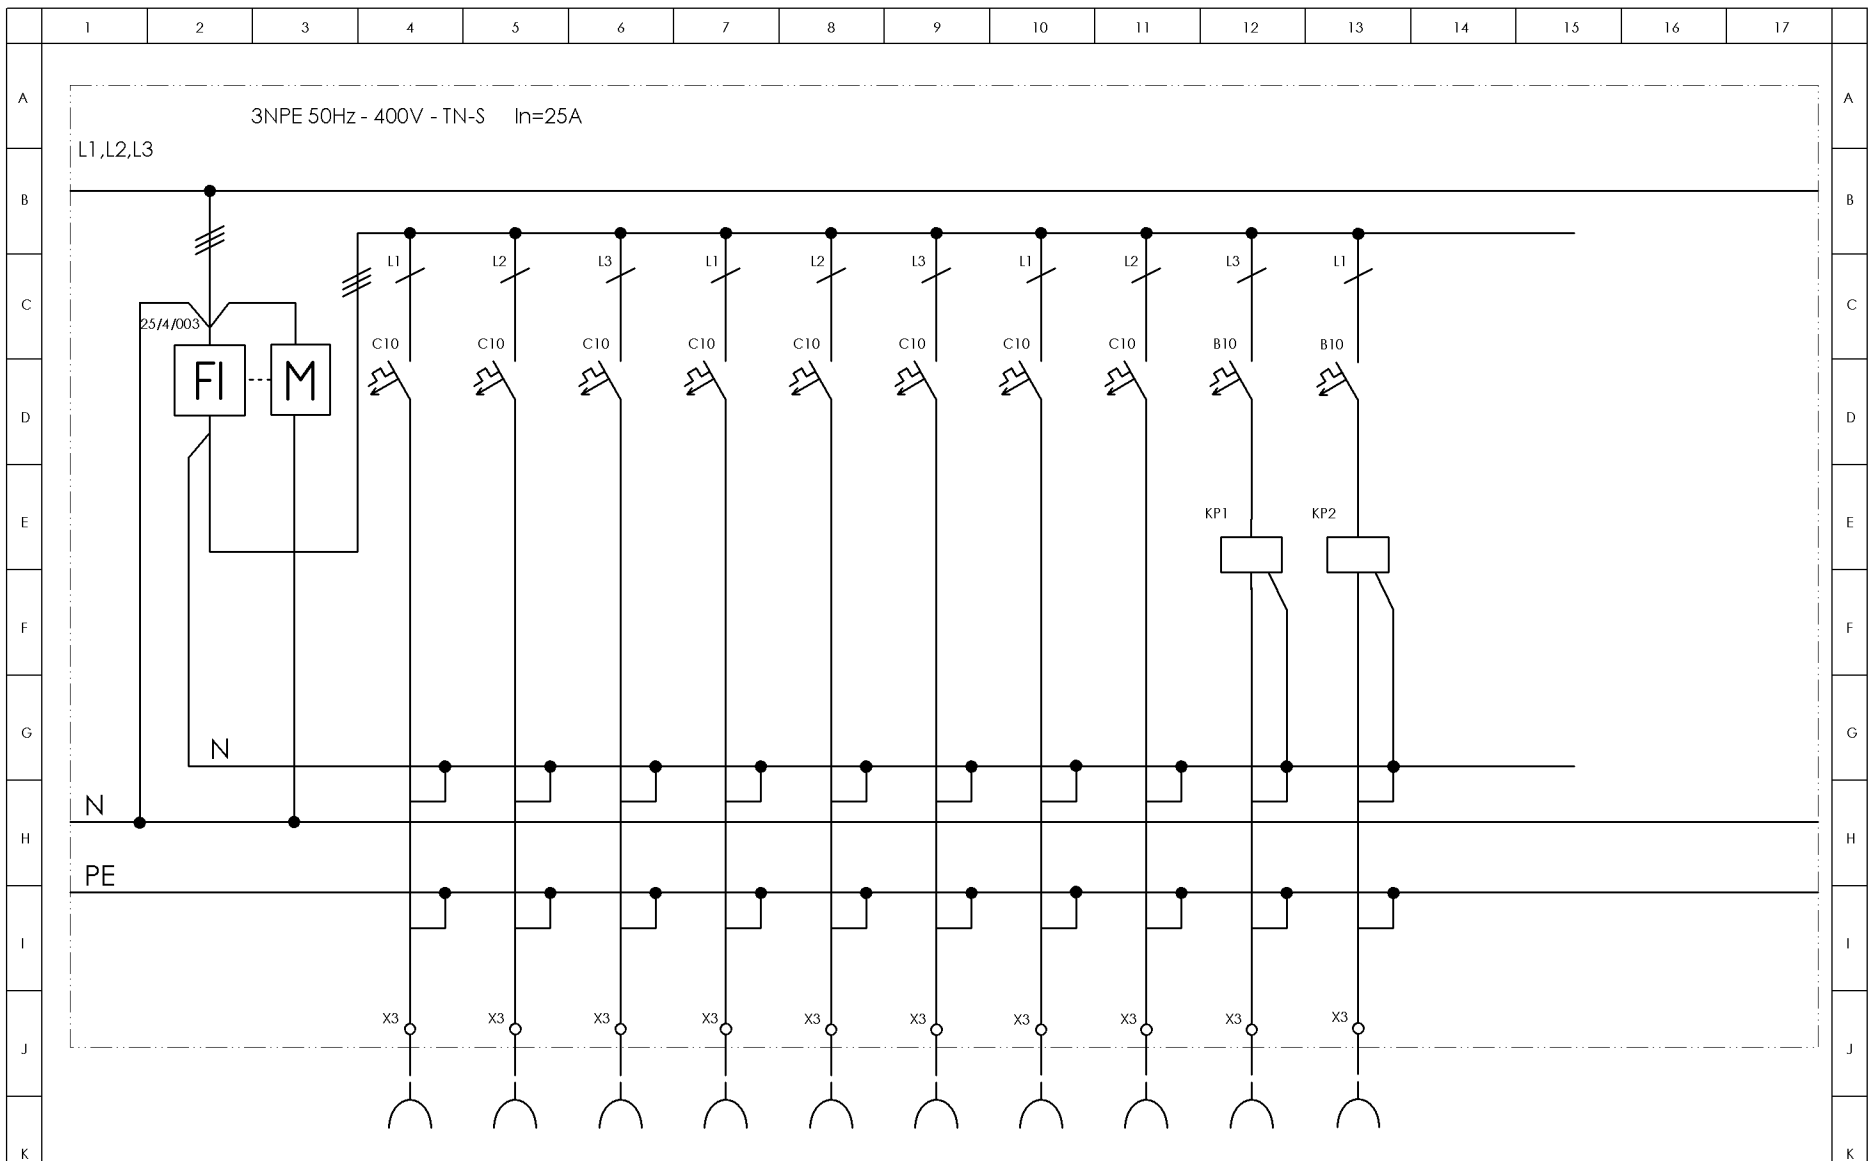 1 2 3 4 5 6 7 8 9 10 11 12 13 14 15 16 17
A A
3NPE 50Hz - 400V - TN-S In=25A
L1,L2,L3
B B
L1 L2 L3 L1 L2 L3 L1 L2 L3 L1
C C
25/4/003
C10 C10 C10 C10 C10 C10 C10 C10 B10 B10
FI M
D D
KP1 KP2
E E
F F
G G
N
N
H H
PE
I I
X3 X3 X3 X3 X3 X3 X3 X3 X3 X3
J J
K K